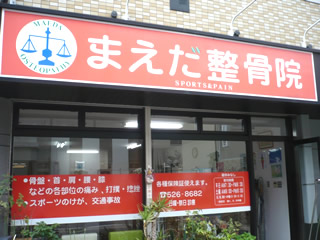 MAEDA
OSTEOPATHY
まえだ整骨院
SPORTS&PAIN
●骨盤・首・肩・腰・膝
などの各部位の痛み、打撲・捻挫
●スポーツのけが、交通事故
各種保険証使えます。
526-8682